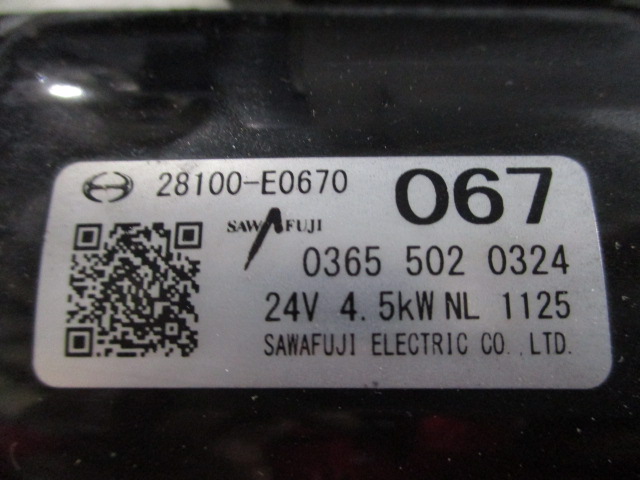 28100-E0670 067
SAWAFUJI
0365 502 0324
24V 4.5kW NL 1125
SAWAFUJI ELECTRIC CO.,LTD.